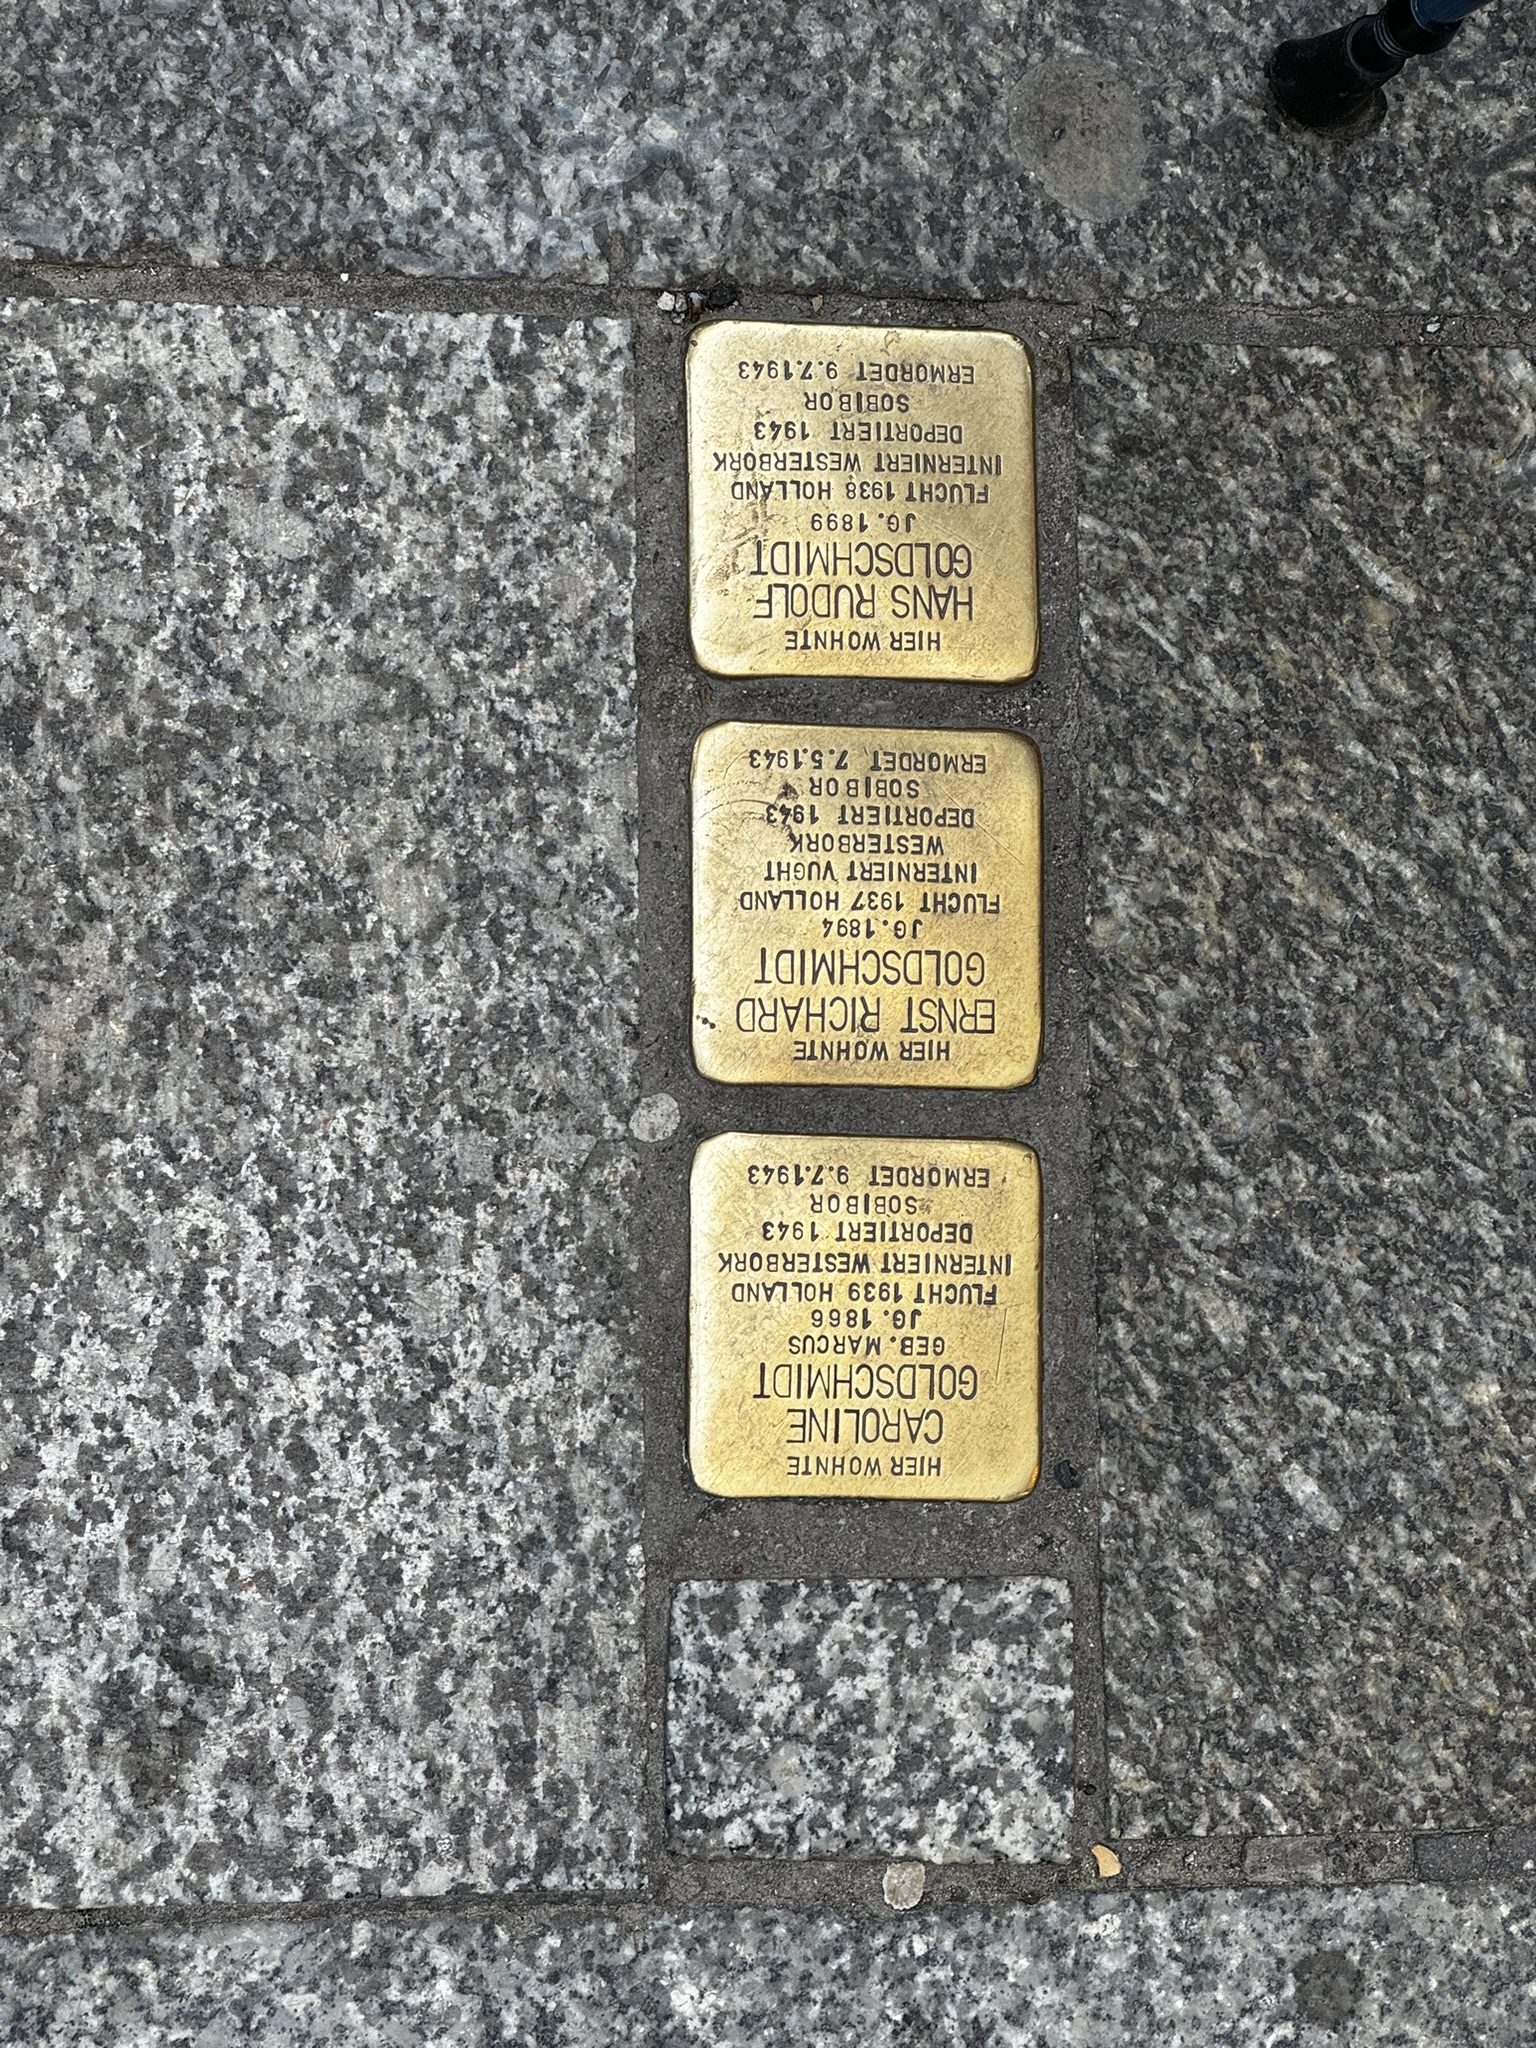 HIER WOHNTE
CAROLINE
GOLDSCHMIDT
GEB. MARCUS
JG. 1866
FLUCHT 1939 HOLLAND
INTERNIERT WESTERBORK
DEPORTIERT 1943
SOBIBOR
ERMORDET 9.7.1943
HIER WOHNTE
ERNST RICHARD
GOLDSCHMIDT
JG. 1894
FLUCHT 1937 HOLLAND
INTERNIERT VUGHT
WESTERBORK
DEPORTIERT 1943
SOBIBOR
ERMORDET 7.5.1943
HIER WOHNTE
HANS RUDOLF
GOLDSCHMIDT
JG. 1899
FLUCHT 1938 HOLLAND
INTERNIERT WESTERBORK
DEPORTIERT 1943
SOBIBOR
ERMORDET 9.7.1943